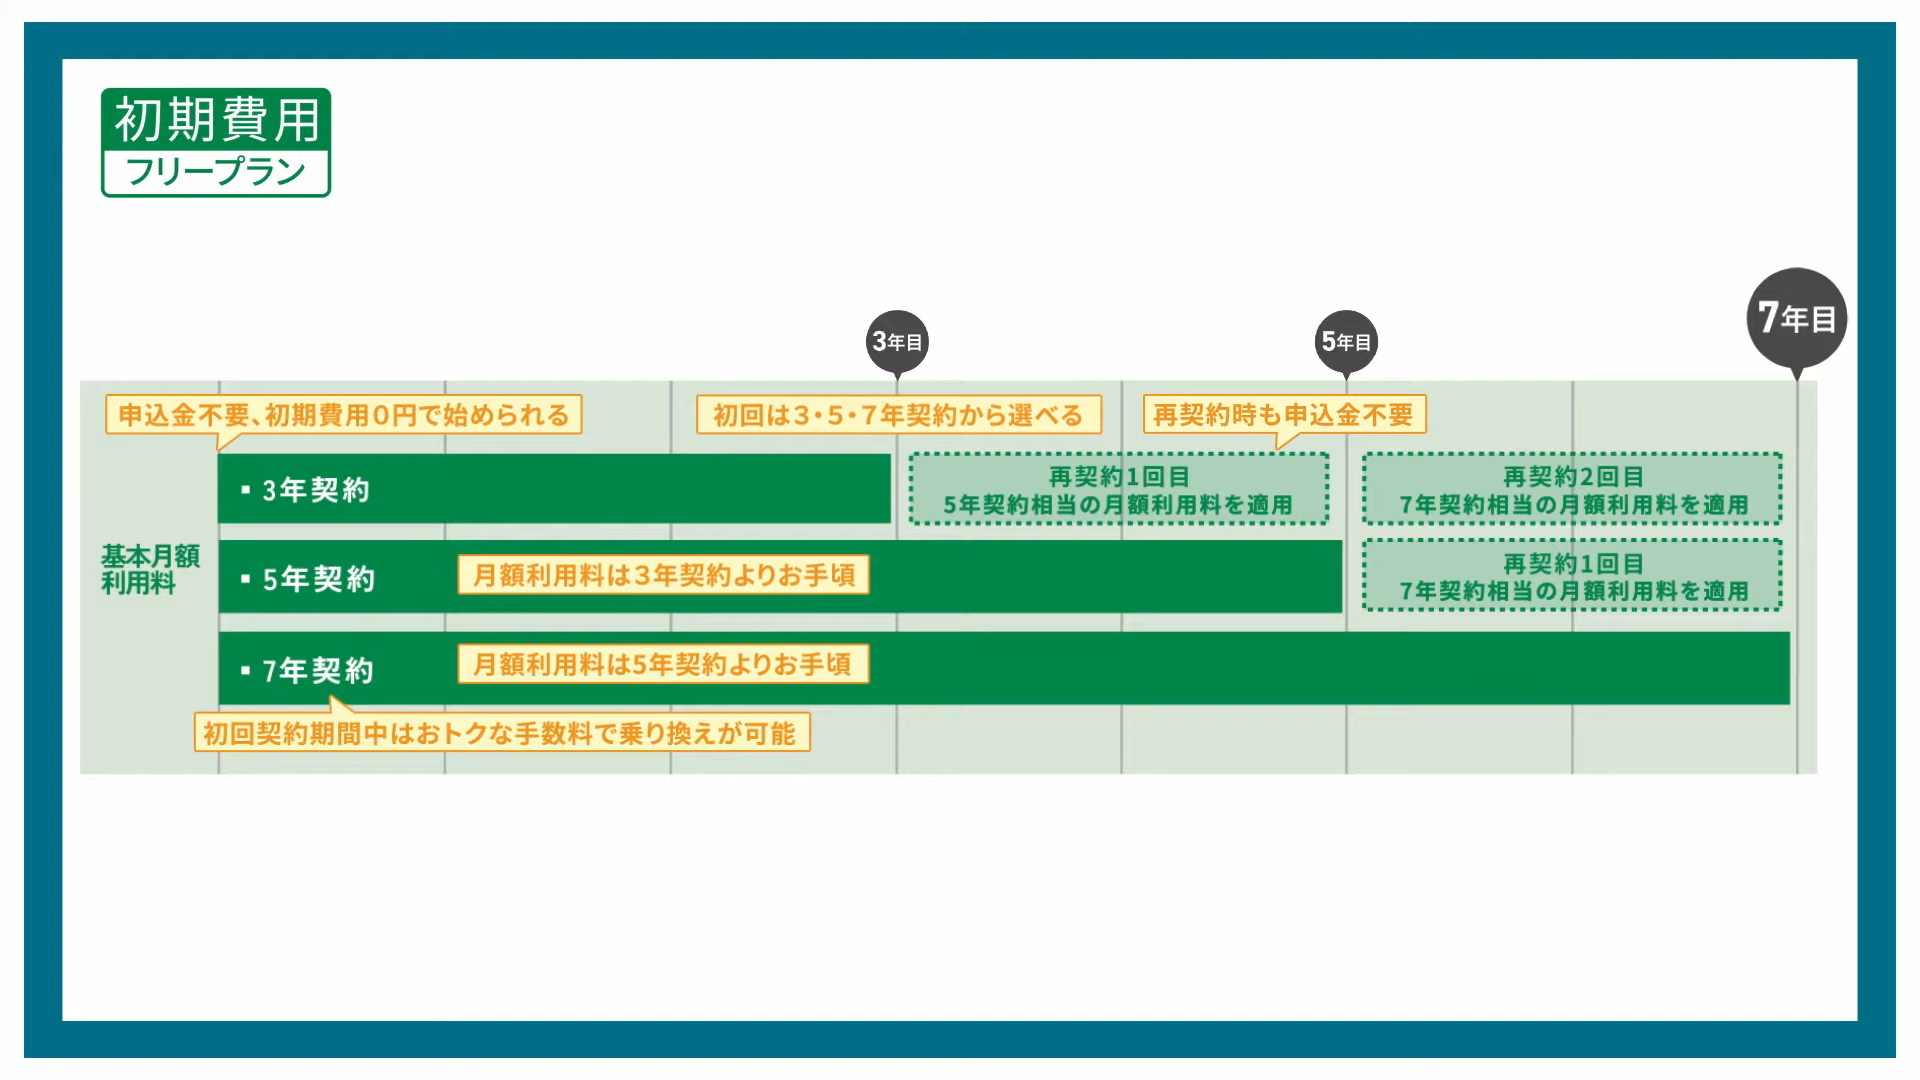 初期費用
フリープラン
3年目
5年目
7年目
申込金不要、初期費用0円で始められる
初回は3・5・7年契約から選べる
再契約時も申込金不要
▪ 3年契約
再契約1回目
5年契約相当の月額利用料を適用
再契約2回目
7年契約相当の月額利用料を適用
基本月額
利用料
▪ 5年契約
月額利用料は3年契約よりお手頃
再契約1回目
7年契約相当の月額利用料を適用
▪ 7年契約
月額利用料は5年契約よりお手頃
初回契約期間中はおトクな手数料で乗り換えが可能